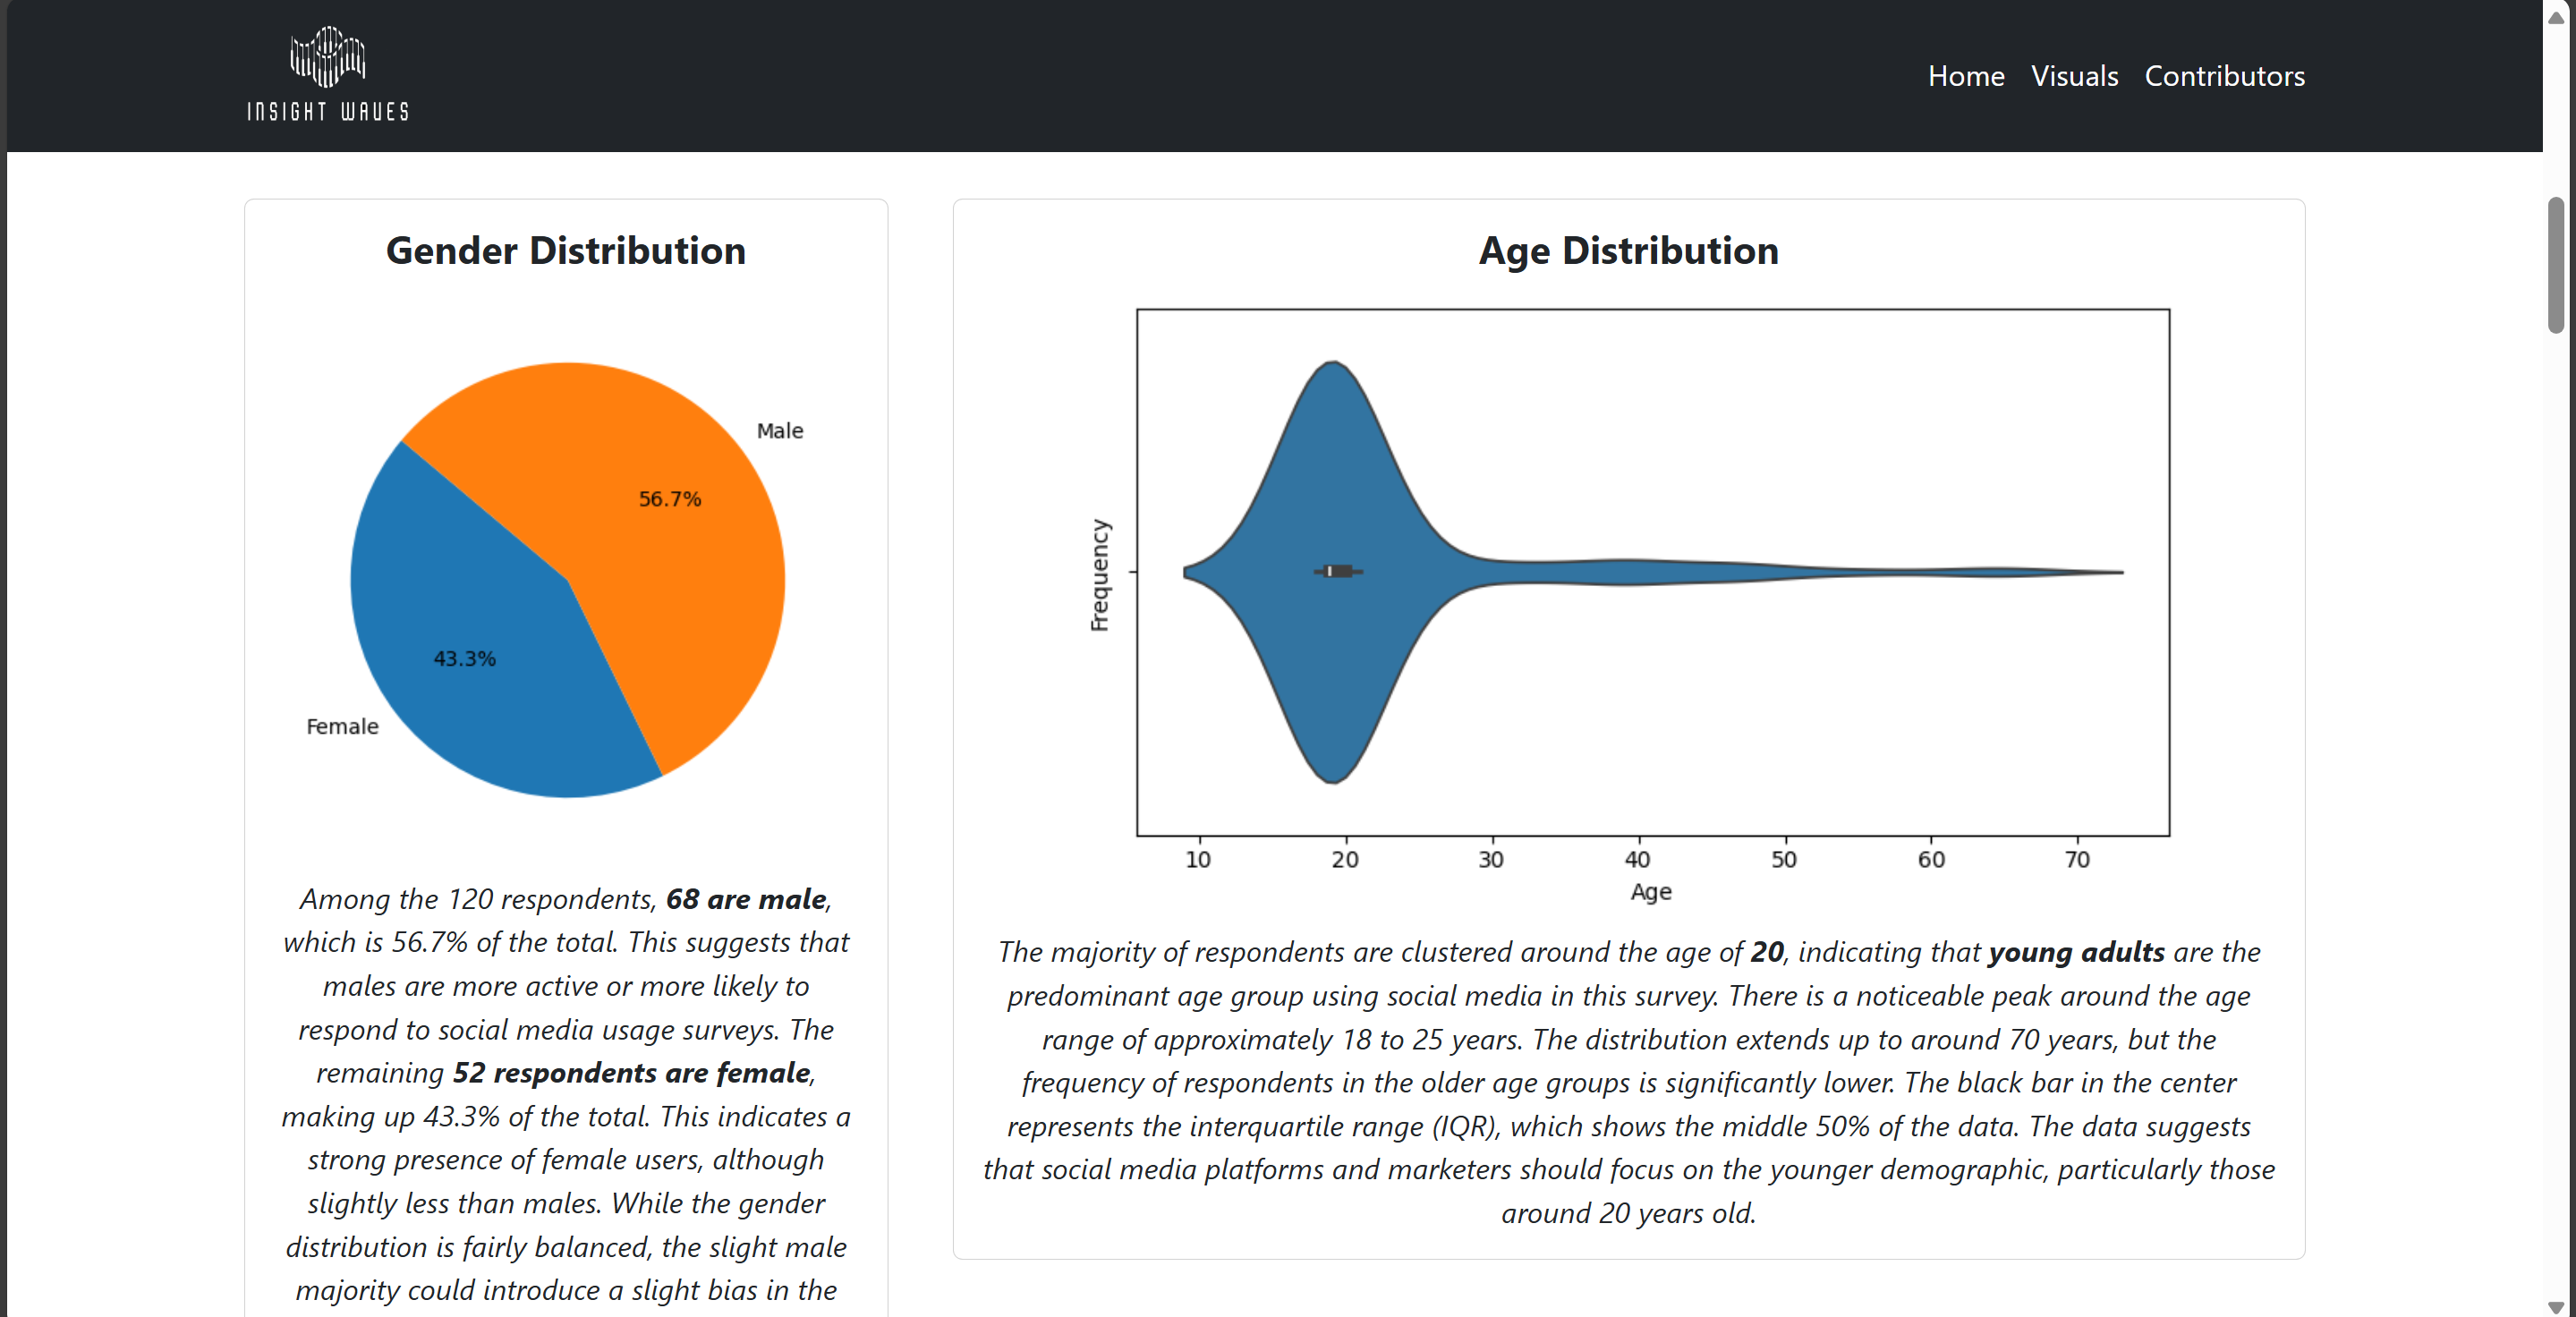 INSIGHT WAVES
Home Visuals Contributors
Gender Distribution
Male
56.7%
43.3%
Female
Among the 120 respondents, 68 are male,
which is 56.7% of the total. This suggests that
males are more active or more likely to
respond to social media usage surveys. The
remaining 52 respondents are female,
making up 43.3% of the total. This indicates a
strong presence of female users, although
slightly less than males. While the gender
distribution is fairly balanced, the slight male
majority could introduce a slight bias in the
Age Distribution
Frequency
10 20 30 40 50 60 70
Age
The majority of respondents are clustered around the age of 20, indicating that young adults are the
predominant age group using social media in this survey. There is a noticeable peak around the age
range of approximately 18 to 25 years. The distribution extends up to around 70 years, but the
frequency of respondents in the older age groups is significantly lower. The black bar in the center
represents the interquartile range (IQR), which shows the middle 50% of the data. The data suggests
that social media platforms and marketers should focus on the younger demographic, particularly those
around 20 years old.